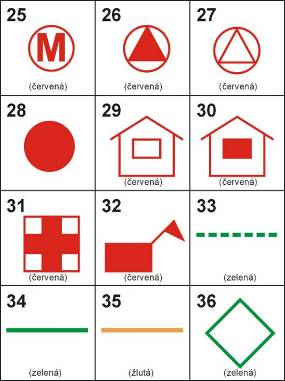 25 26 27
M
(červená) (červená) (červená)
28 29 30
(červená) (červená)
31 32 33
(červená) (červená) (zelená)
34 35 36
(zelená) (žlutá) (zelená)